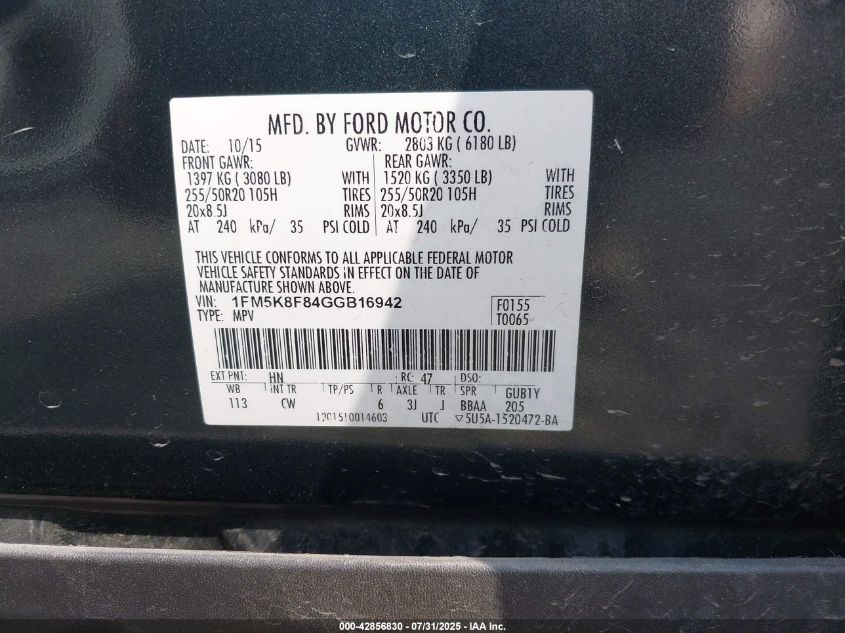 MFD. BY FORD MOTOR CO.
DATE: 10/15 GVWR: 2803 KG ( 6180 LB)
FRONT GAWR: REAR GAWR:
1397 KG ( 3080 LB) WITH 1520 KG ( 3350 LB) WITH
255/50R20 105H TIRES 255/50R20 105H TIRES
20x8.5J RIMS 20x8.5J RIMS
AT 240 kPa/ 35 PSI COLD AT 240 kPa/ 35 PSI COLD
THIS VEHICLE CONFORMS TO ALL APPLICABLE FEDERAL MOTOR
VEHICLE SAFETY STANDARDS IN EFFECT ON THE DATE OF
MANUFACTURE SHOWN ABOVE.
VIN: 1FM5K8F84GGB16942 F0155
TYPE: MPV T0065
EXT PNT: HN RC: 47 DSO:
WB INT TR TP/PS R AXLE TR SPR GUB1Y
113 CW 6 3J J BBAA 205
1201510014603 UTC ▽5U5A-1520472-BA
000-42856830 - 07/31/2025 - IAA Inc.